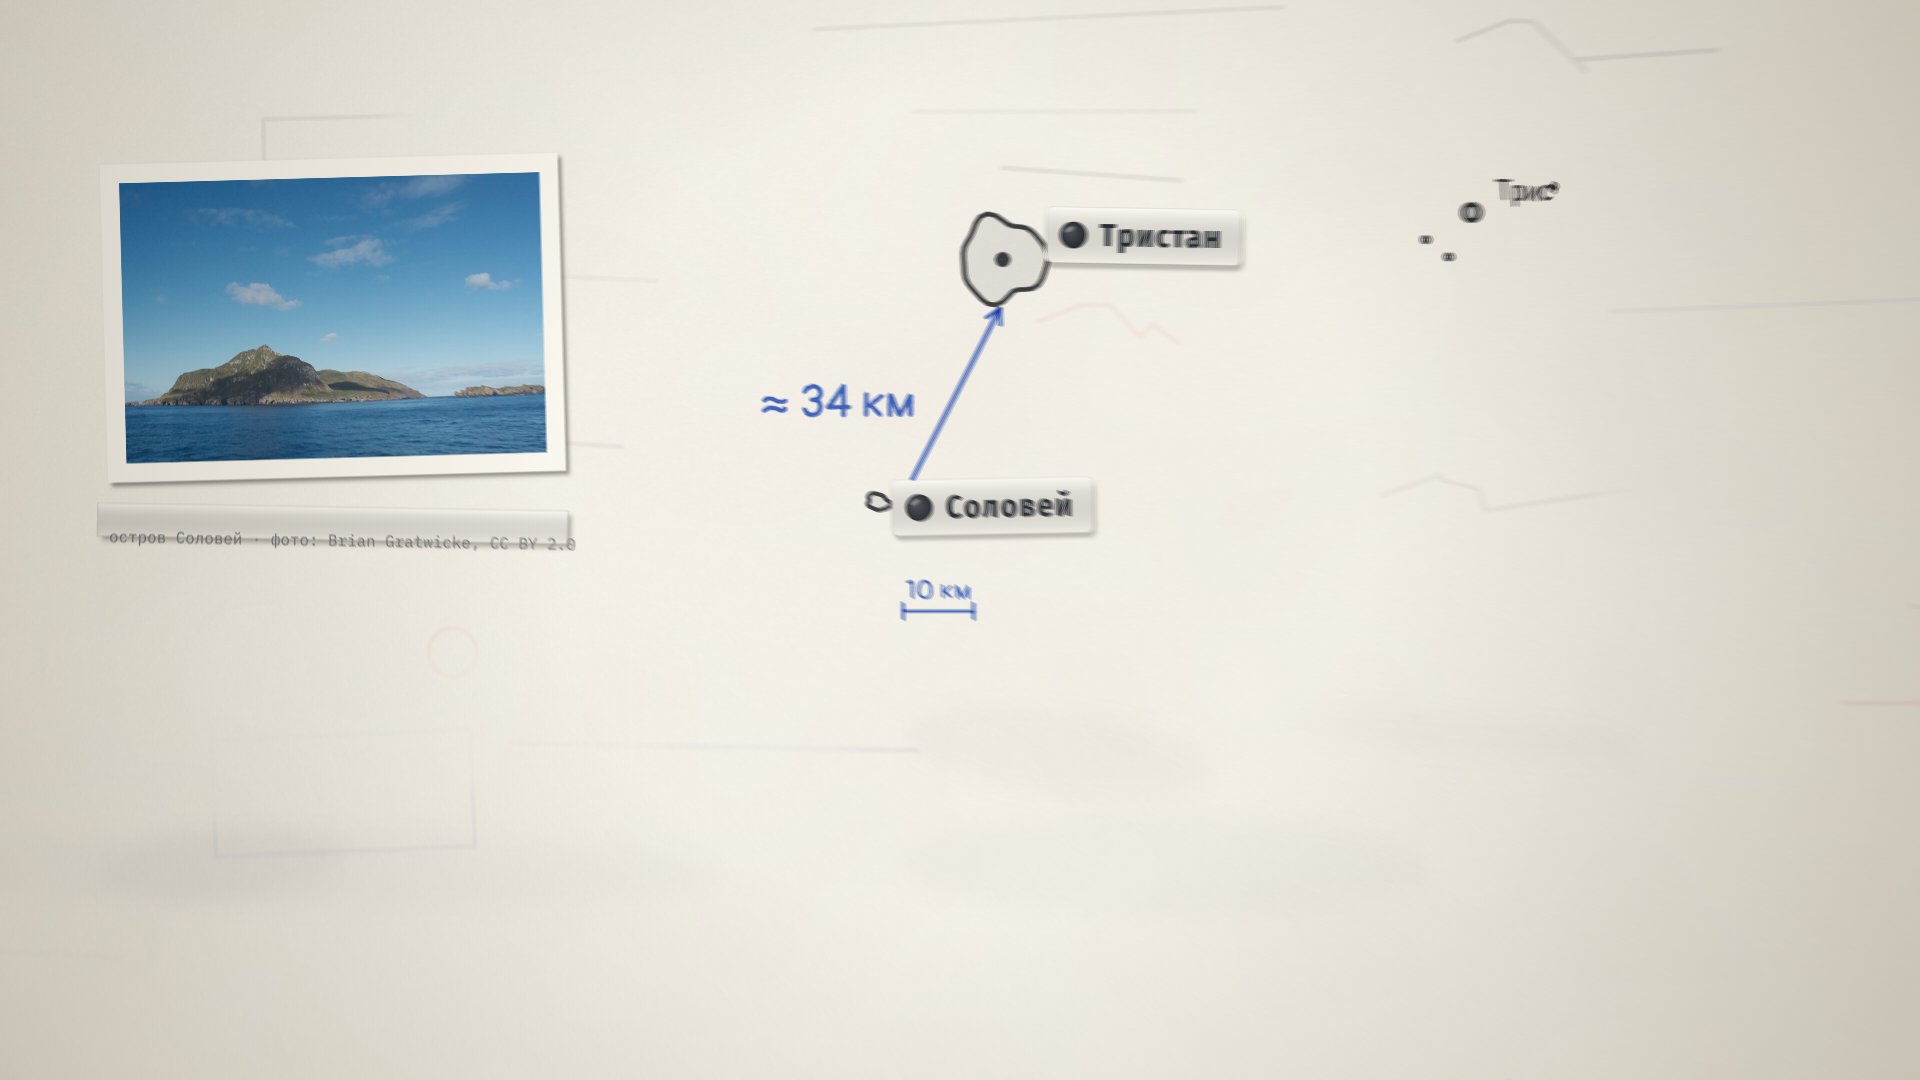 Тристан
≈ 34 км
Соловей
остров Соловей · фото: Brian Gratwicke, CC BY 2.0
10 км